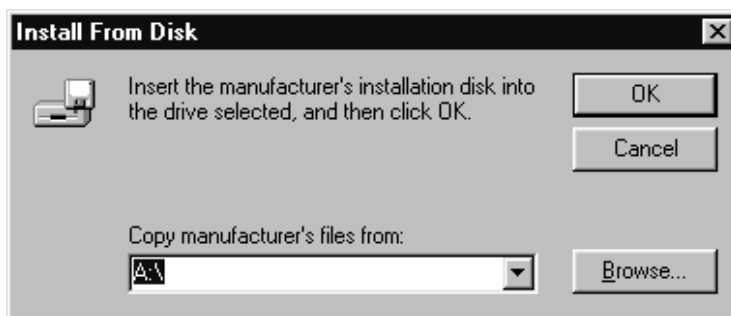 Install From Disk
Insert the manufacturer's installation disk into
the drive selected, and then click OK.
OK
Cancel
Copy manufacturer's files from:
A:\
Browse...